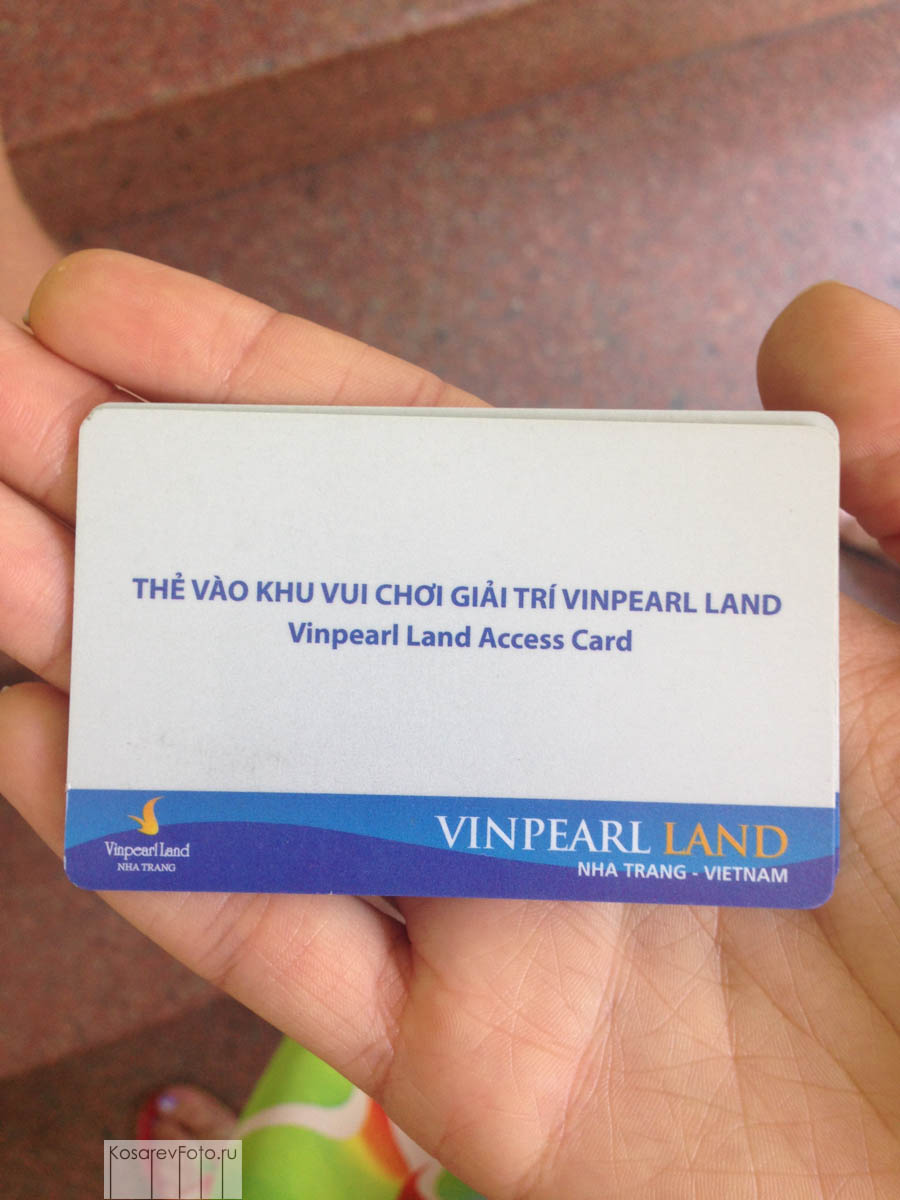 THẺ VÀO KHU VUI CHƠI GIẢI TRÍ VINPEARL LAND
Vinpearl Land Access Card
Vinpearl Land
NHA TRANG
VINPEARL LAND
NHA TRANG - VIETNAM
KosarevFoto.ru